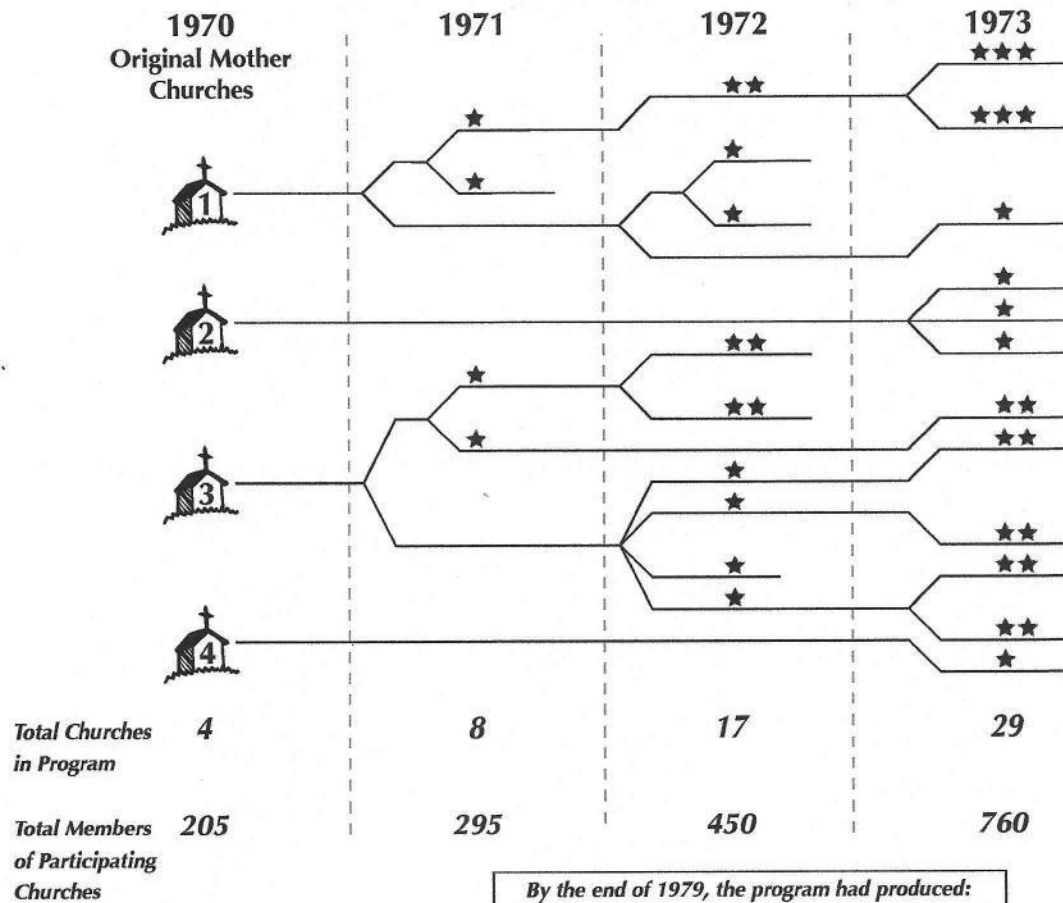 1970 1971 1972 1973
Original Mother
Churches
★★★
★★
★ ★★★
★ ★
1
★ ★
★
2 ★
★★ ★
★
★★ ★★
★ ★★
★
3 ★
★★
★ ★★
★
★★
4 ★
Total Churches 4 8 17 29
in Program
Total Members 205 295 450 760
of Participating
Churches
By the end of 1979, the program had produced: